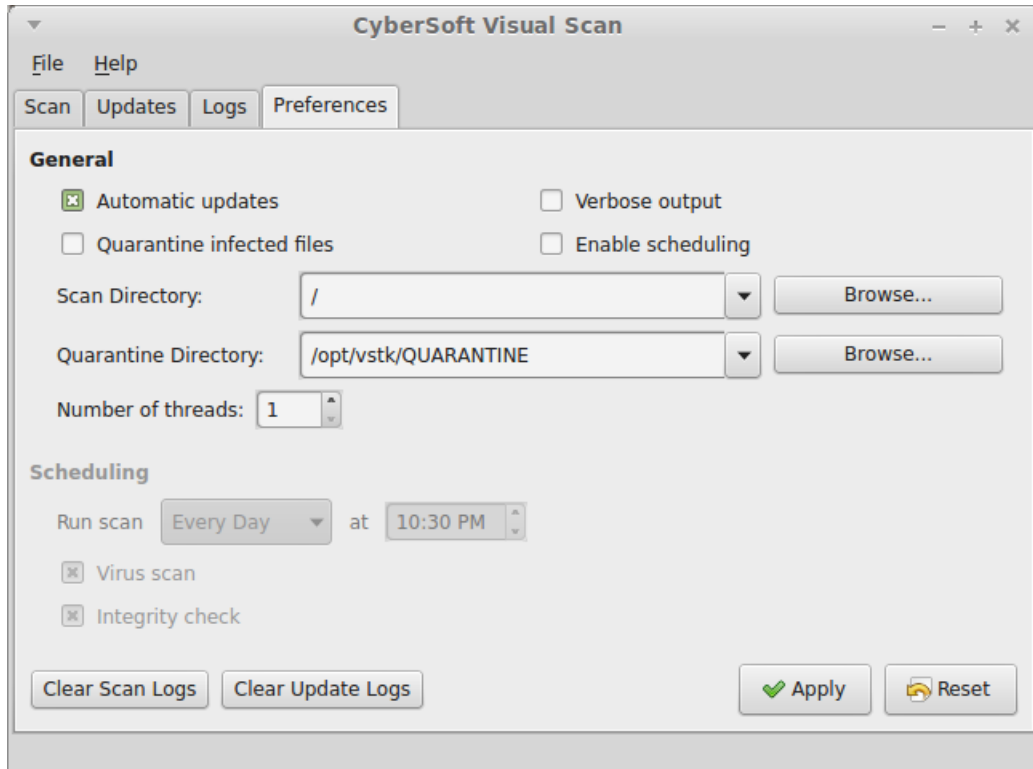 CyberSoft Visual Scan
File Help
Scan Updates Logs Preferences
General
Automatic updates Verbose output
Quarantine infected files Enable scheduling
Scan Directory: / Browse...
Quarantine Directory: /opt/vstk/QUARANTINE Browse...
Number of threads: 1
Scheduling
Run scan Every Day at 10:30 PM
Virus scan
Integrity check
Clear Scan Logs Clear Update Logs Apply Reset